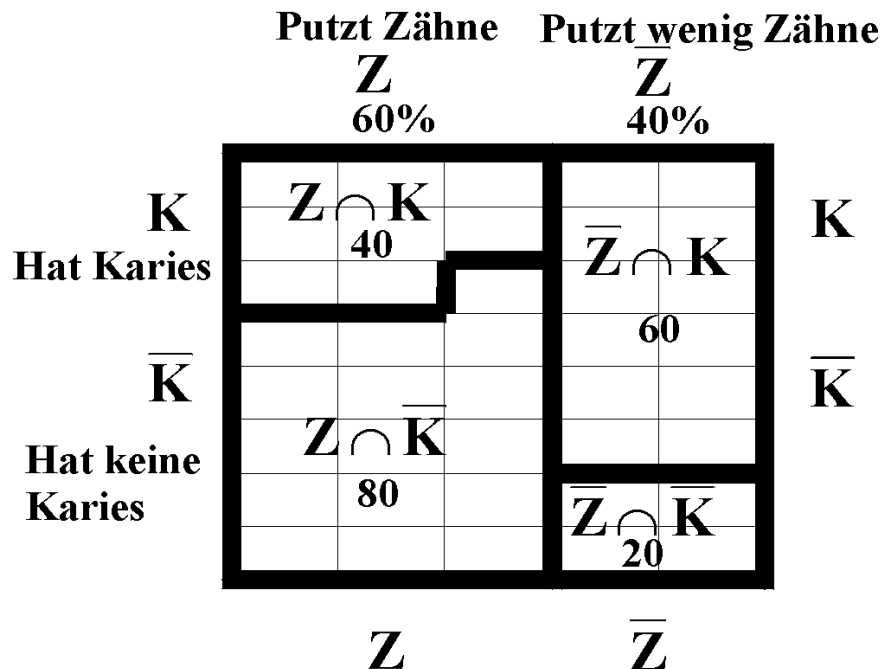 Putzt Zähne Putzt wenig Zähne
Z Z̅
60% 40%
K Z ∩ K K
40
Hat Karies Z̅ ∩ K
60
K̅ K̅
Z ∩ K̅
Hat keine
Karies 80
Z̅ ∩ K̅
20
Z Z̅